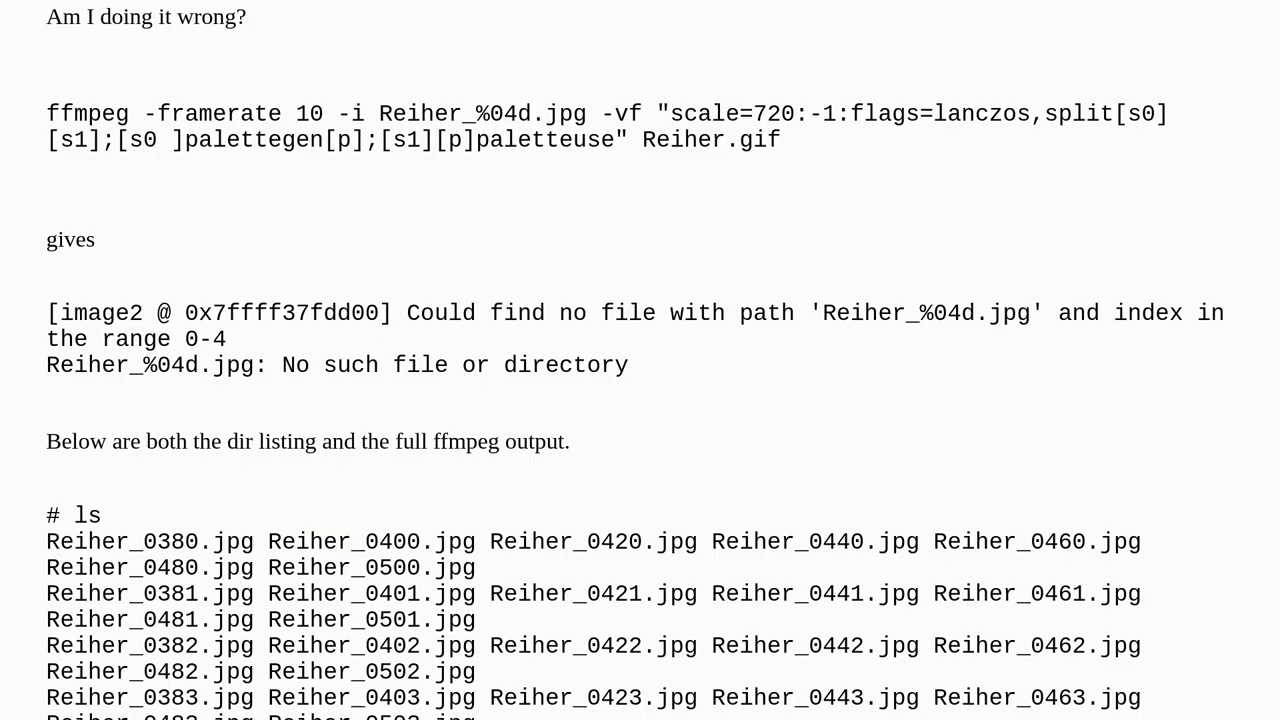 Am I doing it wrong?
ffmpeg -framerate 10 -i Reiher_%04d.jpg -vf "scale=720:-1:flags=lanczos,split[s0]
[s1];[s0 ]palettegen[p];[s1][p]paletteuse" Reiher.gif
gives
[image2 @ 0x7ffff37fdd00] Could find no file with path 'Reiher_%04d.jpg' and index in
the range 0-4
Reiher_%04d.jpg: No such file or directory
Below are both the dir listing and the full ffmpeg output.
# ls
Reiher_0380.jpg Reiher_0400.jpg Reiher_0420.jpg Reiher_0440.jpg Reiher_0460.jpg
Reiher_0480.jpg Reiher_0500.jpg
Reiher_0381.jpg Reiher_0401.jpg Reiher_0421.jpg Reiher_0441.jpg Reiher_0461.jpg
Reiher_0481.jpg Reiher_0501.jpg
Reiher_0382.jpg Reiher_0402.jpg Reiher_0422.jpg Reiher_0442.jpg Reiher_0462.jpg
Reiher_0482.jpg Reiher_0502.jpg
Reiher_0383.jpg Reiher_0403.jpg Reiher_0423.jpg Reiher_0443.jpg Reiher_0463.jpg
Reiher_0483.jpg Reiher_0503.jpg